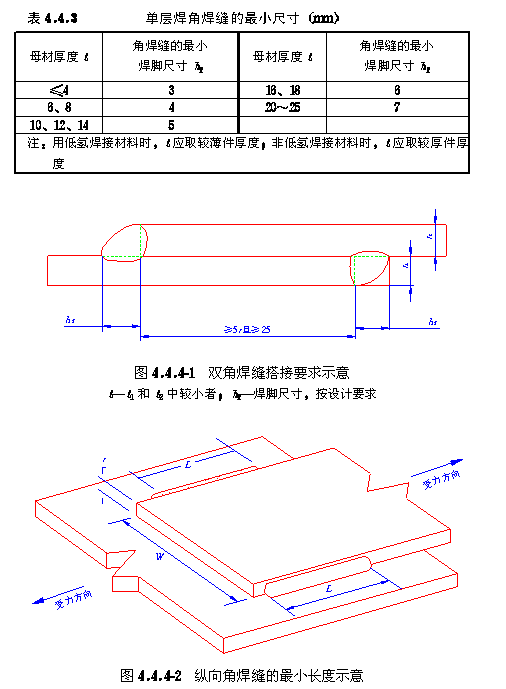 表 4.4.3 单层焊角焊缝的最小尺寸 (mm)
母材厚度 t 角焊缝的最小焊脚尺寸 hf 母材厚度 t 角焊缝的最小焊脚尺寸 hf
≤4 3 16、18 6
6、8 4 20～25 7
10、12、14 5
注：用低氢焊接材料时，t 应取较薄件厚度；非低氢焊接材料时，t 应取较厚件厚
度
hf ≥5t且≥25 hf
图 4.4.4-1 双角焊缝搭接要求示意
t—t1 和 t2 中较小者；hf—焊脚尺寸，按设计要求
L
受力方向
W
L
受力方向
图 4.4.4-2 纵向角焊缝的最小长度示意